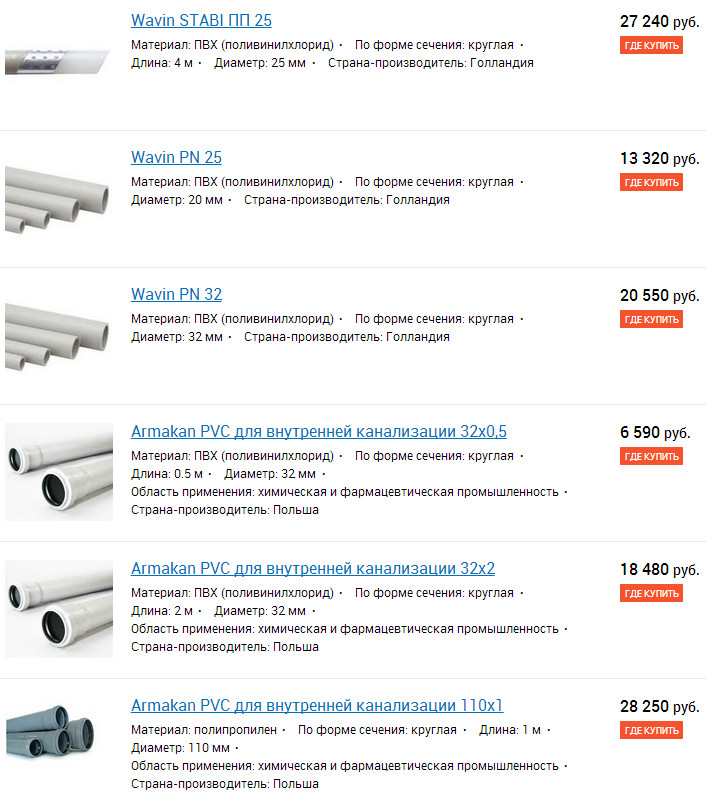 Wavin STABI ПП 25
27 240 руб.
Материал: ПВХ (поливинилхлорид) · По форме сечения: круглая ·
ГДЕ КУПИТЬ
Длина: 4 м · Диаметр: 25 мм · Страна-производитель: Голландия
Wavin PN 25
13 320 руб.
Материал: ПВХ (поливинилхлорид) · По форме сечения: круглая ·
ГДЕ КУПИТЬ
Диаметр: 20 мм · Страна-производитель: Голландия
Wavin PN 32
20 550 руб.
Материал: ПВХ (поливинилхлорид) · По форме сечения: круглая ·
ГДЕ КУПИТЬ
Диаметр: 32 мм · Страна-производитель: Голландия
Armakan PVC для внутренней канализации 32x0,5
6 590 руб.
Материал: ПВХ (поливинилхлорид) · По форме сечения: круглая ·
ГДЕ КУПИТЬ
Длина: 0.5 м · Диаметр: 32 мм ·
Область применения: химическая и фармацевтическая промышленность ·
Страна-производитель: Польша
Armakan PVC для внутренней канализации 32x2
18 480 руб.
Материал: ПВХ (поливинилхлорид) · По форме сечения: круглая ·
ГДЕ КУПИТЬ
Длина: 2 м · Диаметр: 32 мм ·
Область применения: химическая и фармацевтическая промышленность ·
Страна-производитель: Польша
Armakan PVC для внутренней канализации 110x1
28 250 руб.
Материал: полипропилен · По форме сечения: круглая · Длина: 1 м ·
ГДЕ КУПИТЬ
Диаметр: 110 мм ·
Область применения: химическая и фармацевтическая промышленность ·
Страна-производитель: Польша